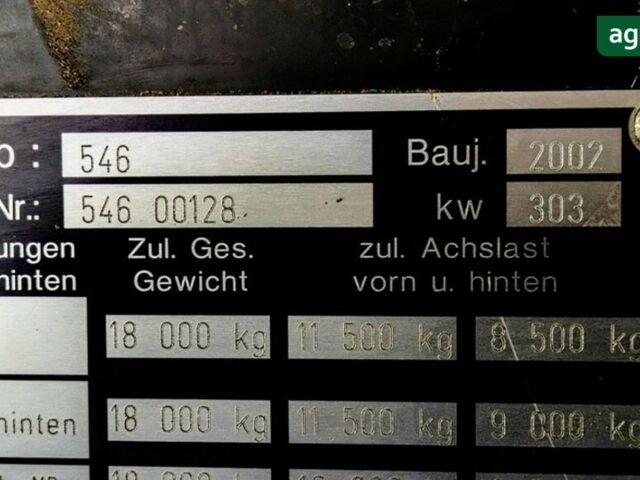 ag
p : 546 Bauj. 2002
Nr.: 546 00128 kw 303
ungen Zul. Ges. zul. Achslast
hinten Gewicht vorn u. hinten
18 000 kg 11 500 kg 8 500 kg
hinten 18 000 kg 11 500 kg 9 000 kg